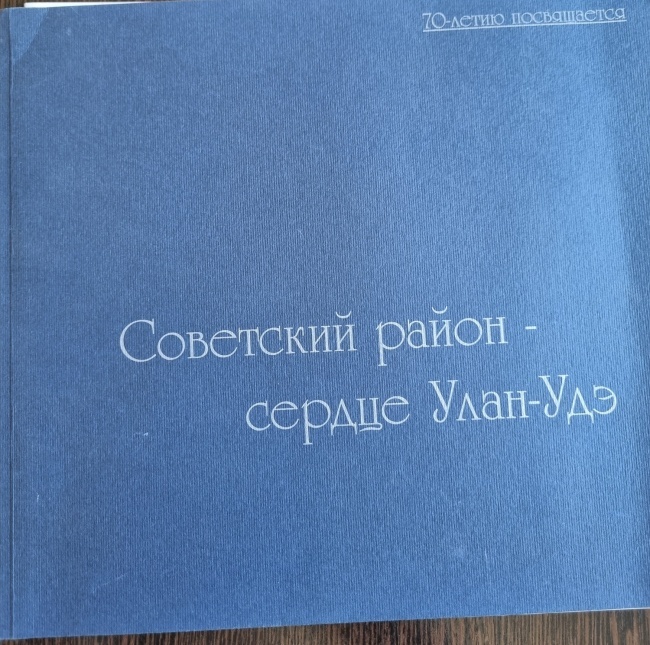 70-летию посвящается
Советский район -
сердце Улан-Удэ